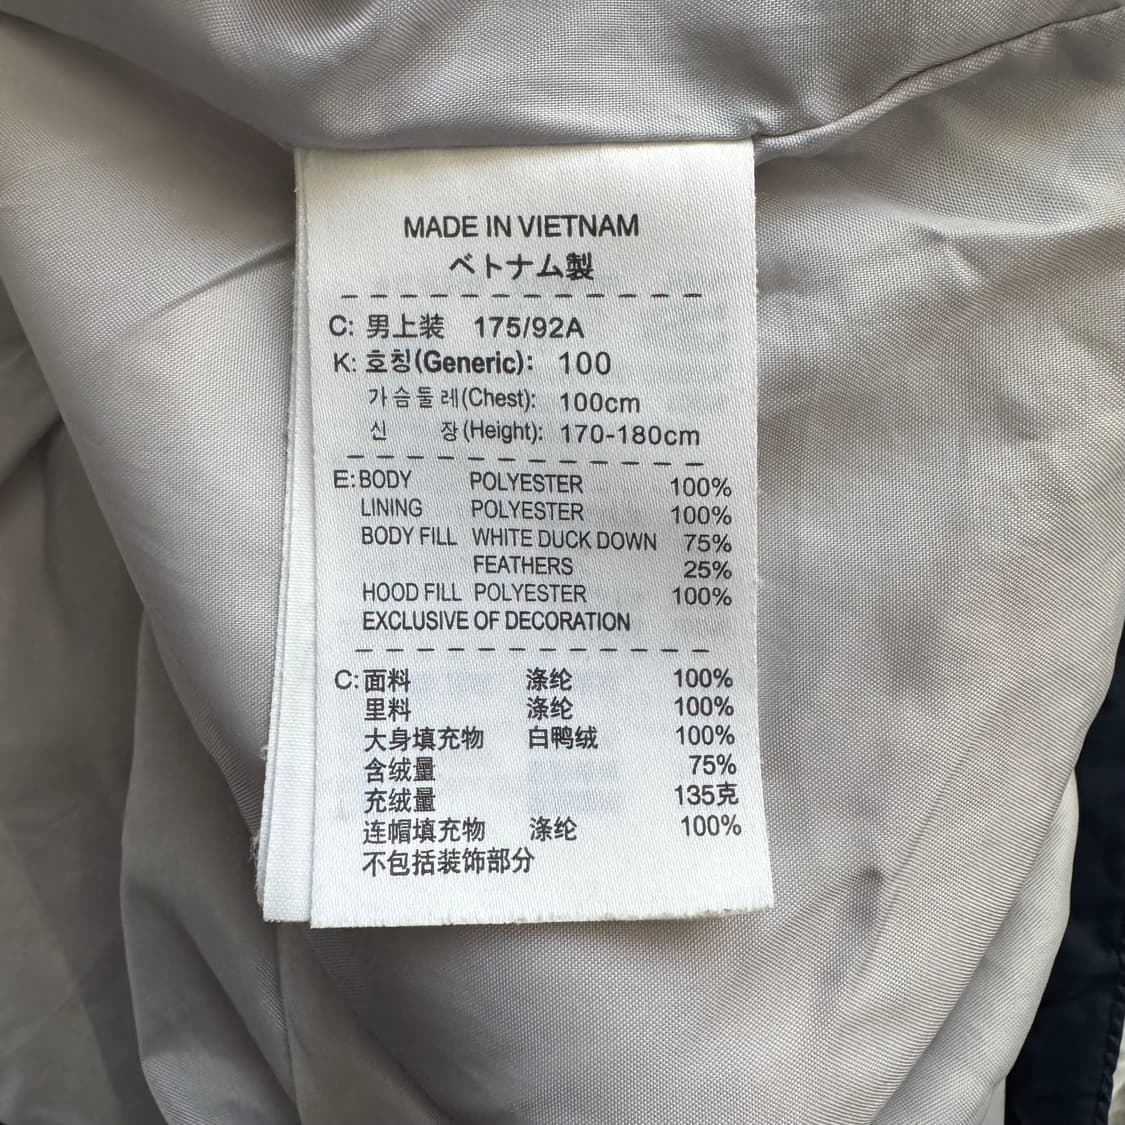 MADE IN VIETNAM
ベトナム製
C: 男上装 175/92A
K: 호칭(Generic): 100
가슴둘레(Chest): 100cm
신 장(Height): 170-180cm
E: BODY POLYESTER 100%
LINING POLYESTER 100%
BODY FILL WHITE DUCK DOWN 75%
FEATHERS 25%
HOOD FILL POLYESTER 100%
EXCLUSIVE OF DECORATION
C: 面料 涤纶 100%
里料 涤纶 100%
大身填充物 白鸭绒 100%
含绒量 75%
充绒量 135克
连帽填充物 涤纶 100%
不包括装饰部分